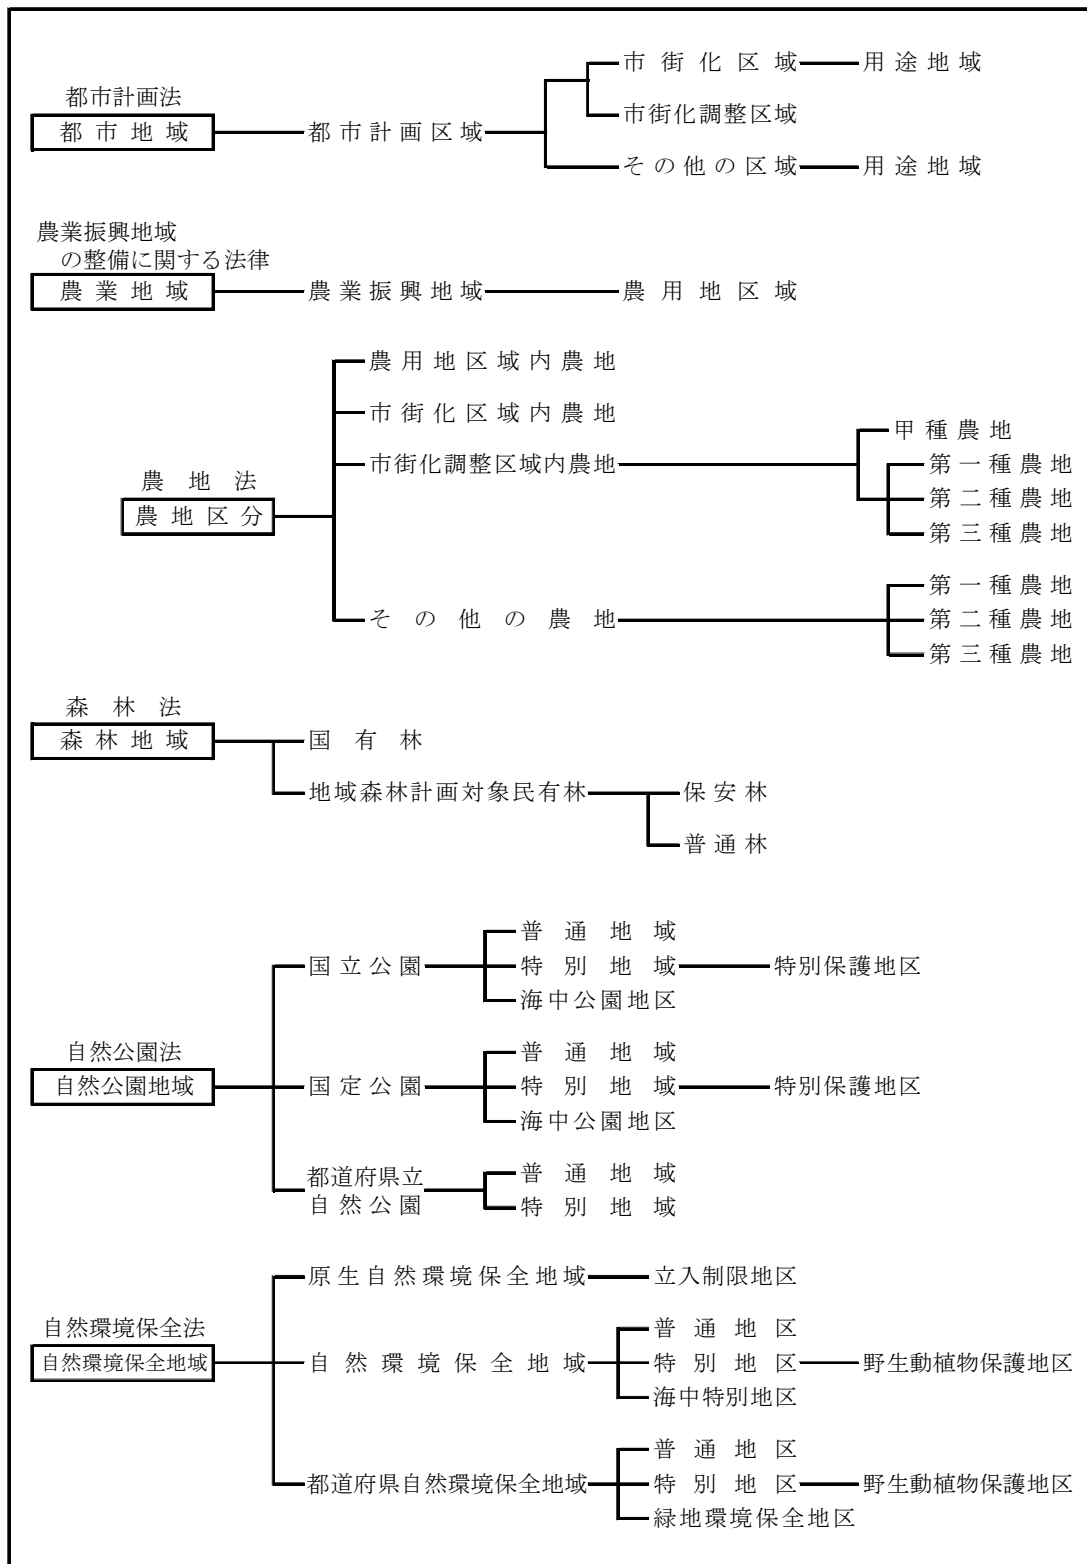 市街化区域 用途地域
都市計画法
都市地域 都市計画区域 市街化調整区域
その他の区域 用途地域
農業振興地域
の整備に関する法律
農業地域 農業振興地域 農用地区域
農用地区域内農地
市街化区域内農地
甲種農地
市街化調整区域内農地 第一種農地
農地法 第二種農地
農地区分 第三種農地
第一種農地
その他の農地 第二種農地
第三種農地
森林法
森林地域 国有林
地域森林計画対象民有林 保安林
普通林
普通地域
国立公園 特別地域 特別保護地区
海中公園地区
自然公園法 普通地域
自然公園地域 国定公園 特別地域 特別保護地区
海中公園地区
都道府県立 普通地域
自然公園 特別地域
原生自然環境保全地域 立入制限地区
自然環境保全法 普通地区
自然環境保全地域 自然環境保全地域 特別地区 野生動植物保護地区
海中特別地区
普通地区
都道府県自然環境保全地域 特別地区 野生動植物保護地区
緑地環境保全地区